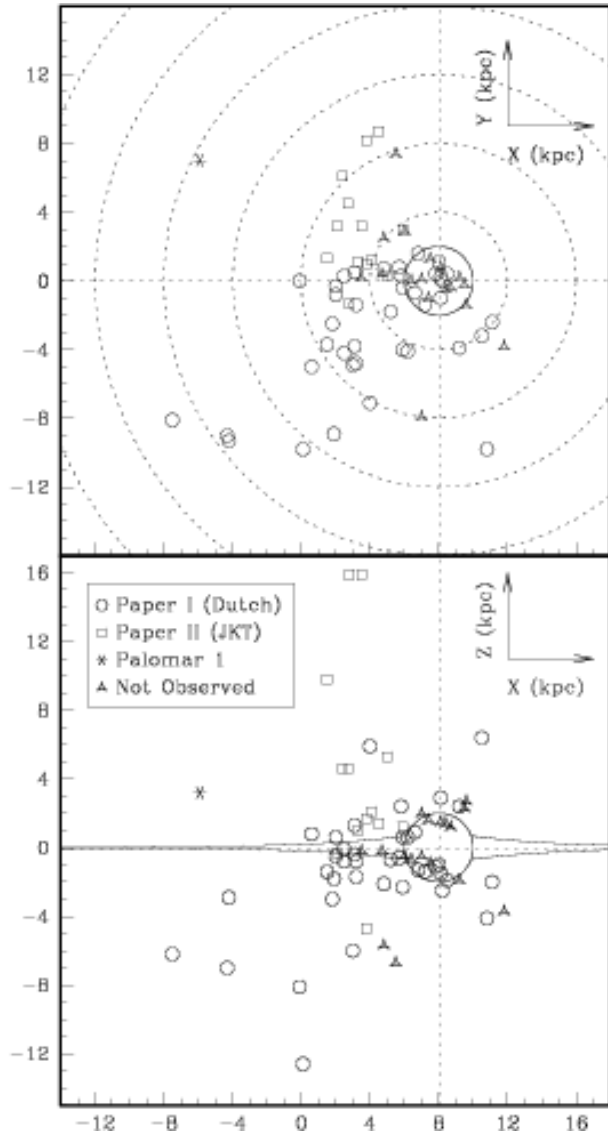 12
8
4
0
−4
−8
−12
Y (kpc)
X (kpc)
16
12
8
4
0
−4
−8
−12
○ Paper I (Dutch)
□ Paper II (JKT)
* Palomar 1
Not Observed
Z (kpc)
X (kpc)
−12 −8 −4 0 4 8 12 16